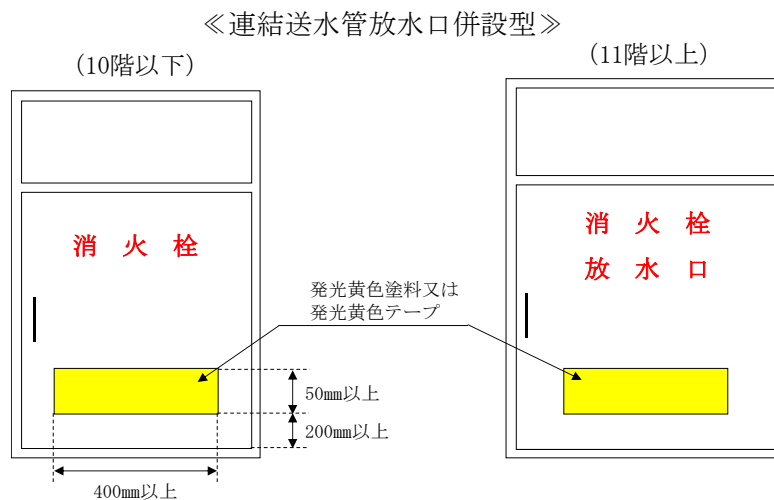 ≪連結送水管放水口併設型≫
(10階以下)
(11階以上)
消 火 栓
消 火 栓
放 水 口
発光黄色塗料又は
発光黄色テープ
50mm以上
200mm以上
400mm以上